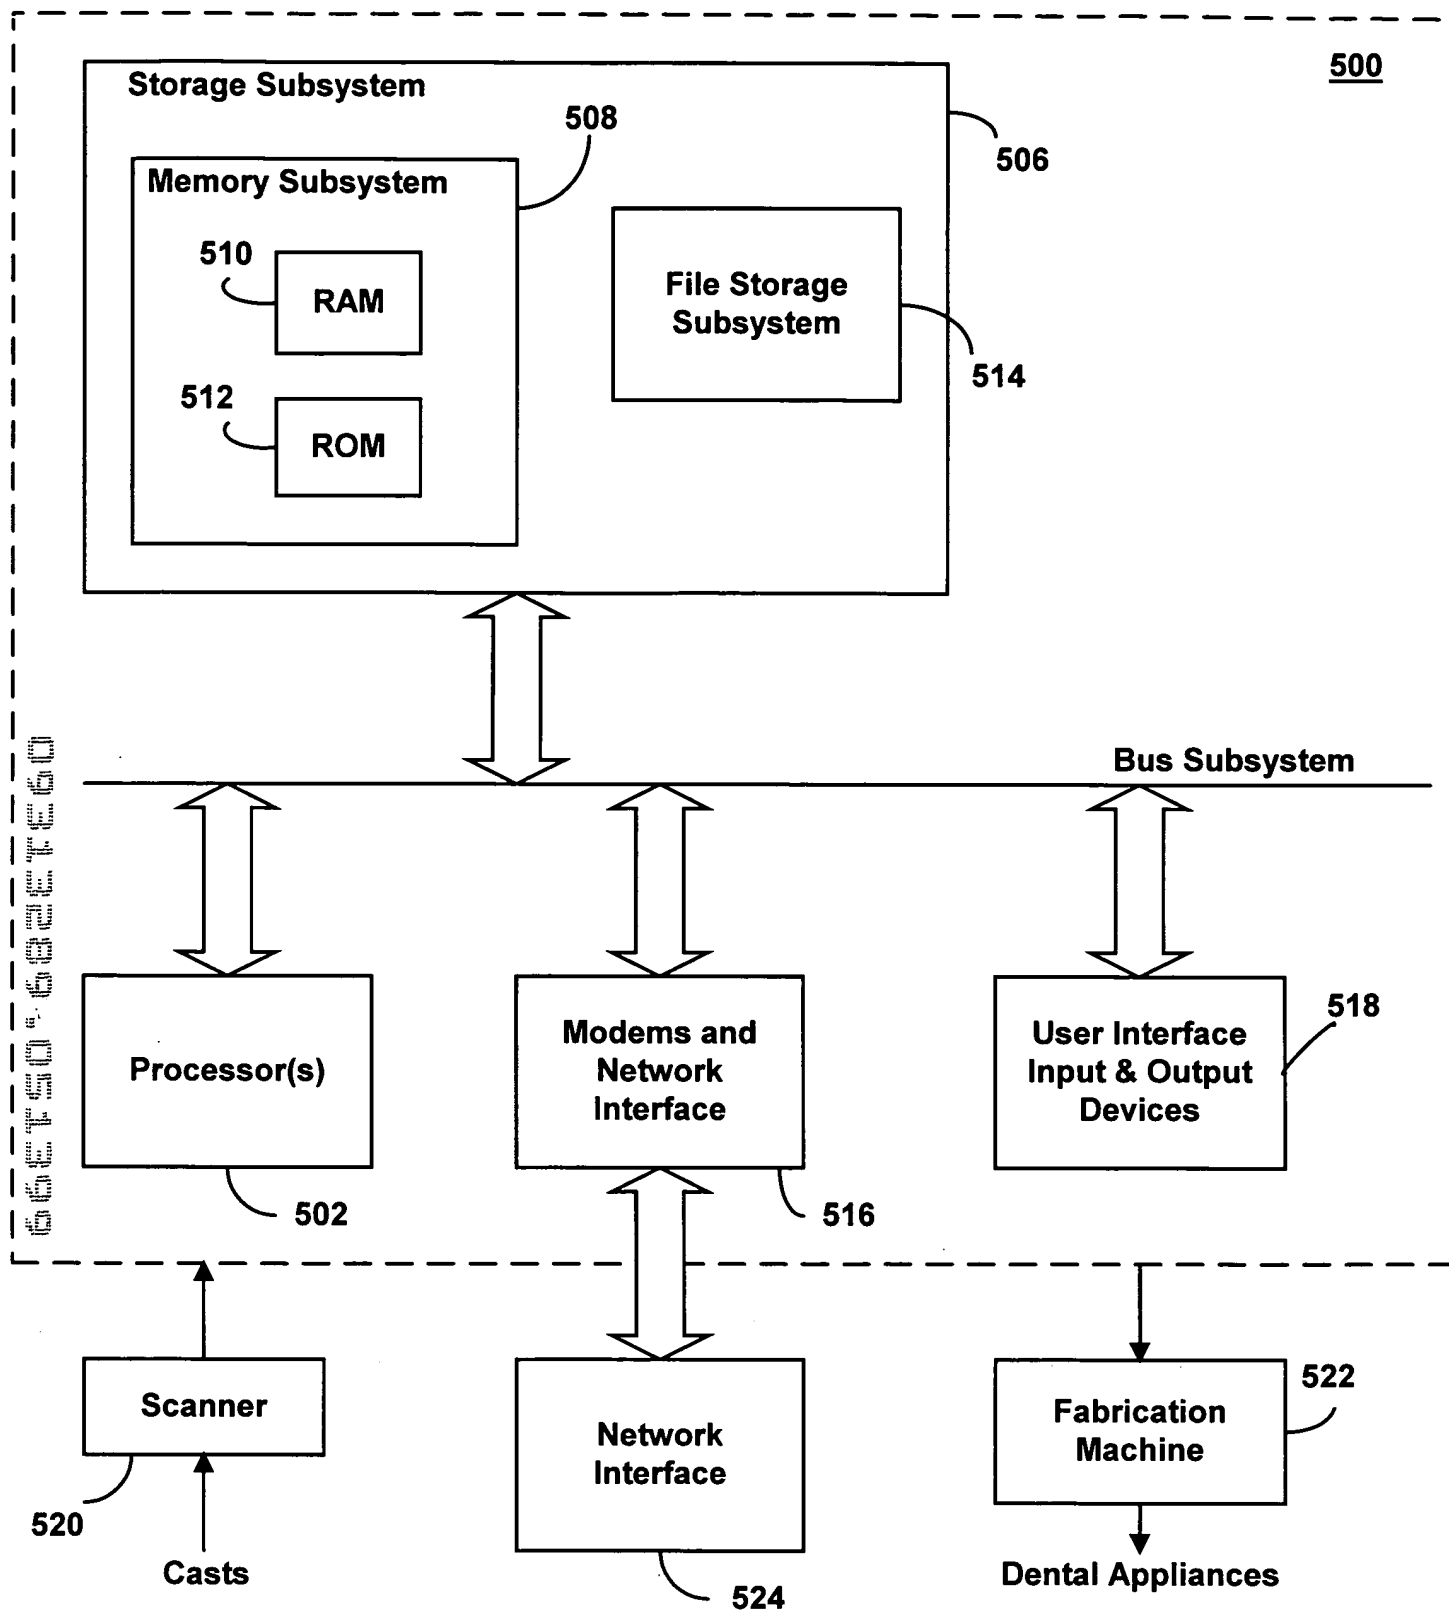 500
Storage Subsystem
508
506
Memory Subsystem
510
RAM
File Storage
Subsystem
514
512
ROM
Bus Subsystem
Processor(s)
502
Modems and
Network
Interface
516
User Interface
Input & Output
Devices
518
Scanner
520
Casts
Network
Interface
524
Fabrication
Machine
522
Dental Appliances